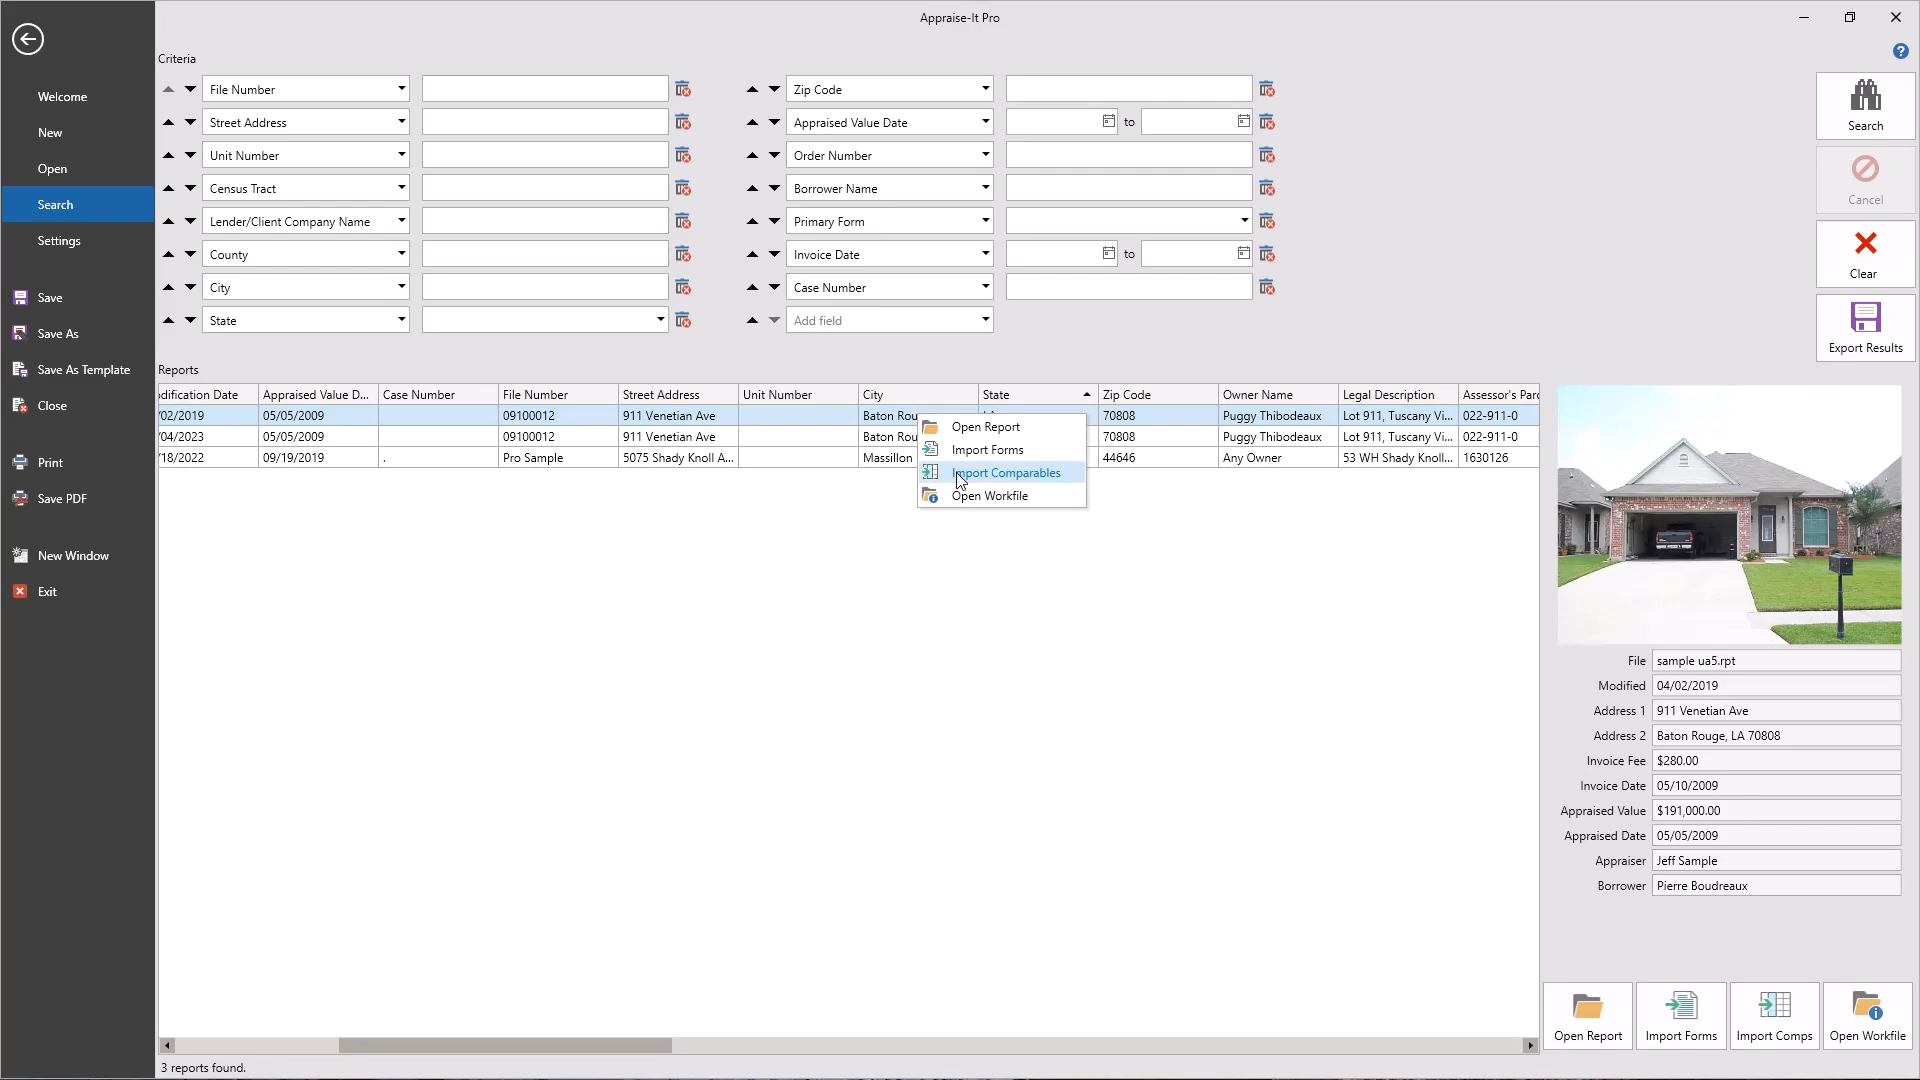 Appraise-It Pro
?
Welcome
New
Open
Search
Settings
Save
Save As
Save As Template
Close
Print
Save PDF
New Window
Exit
Criteria
File Number
Street Address
Unit Number
Census Tract
Lender/Client Company Name
County
City
State
Zip Code
Appraised Value Date to
Order Number
Borrower Name
Primary Form
Invoice Date to
Case Number
Add field
Search
Cancel
Clear
Export Results
Reports
dification Date Appraised Value D... Case Number File Number Street Address Unit Number City State Zip Code Owner Name Legal Description Assessor's Parc
/02/2019 05/05/2009 09100012 911 Venetian Ave Baton Rou 70808 Puggy Thibodeaux Lot 911, Tuscany Vi... 022-911-0
/04/2023 05/05/2009 09100012 911 Venetian Ave Baton Rou 70808 Puggy Thibodeaux Lot 911, Tuscany Vi... 022-911-0
/18/2022 09/19/2019 . Pro Sample 5075 Shady Knoll A... Massillon 44646 Any Owner 53 WH Shady Knoll... 1630126
Open Report
Import Forms
Import Comparables
Open Workfile
File sample ua5.rpt
Modified 04/02/2019
Address 1 911 Venetian Ave
Address 2 Baton Rouge, LA 70808
Invoice Fee $280.00
Invoice Date 05/10/2009
Appraised Value $191,000.00
Appraised Date 05/05/2009
Appraiser Jeff Sample
Borrower Pierre Boudreaux
Open Report
Import Forms
Import Comps
Open Workfile
3 reports found.